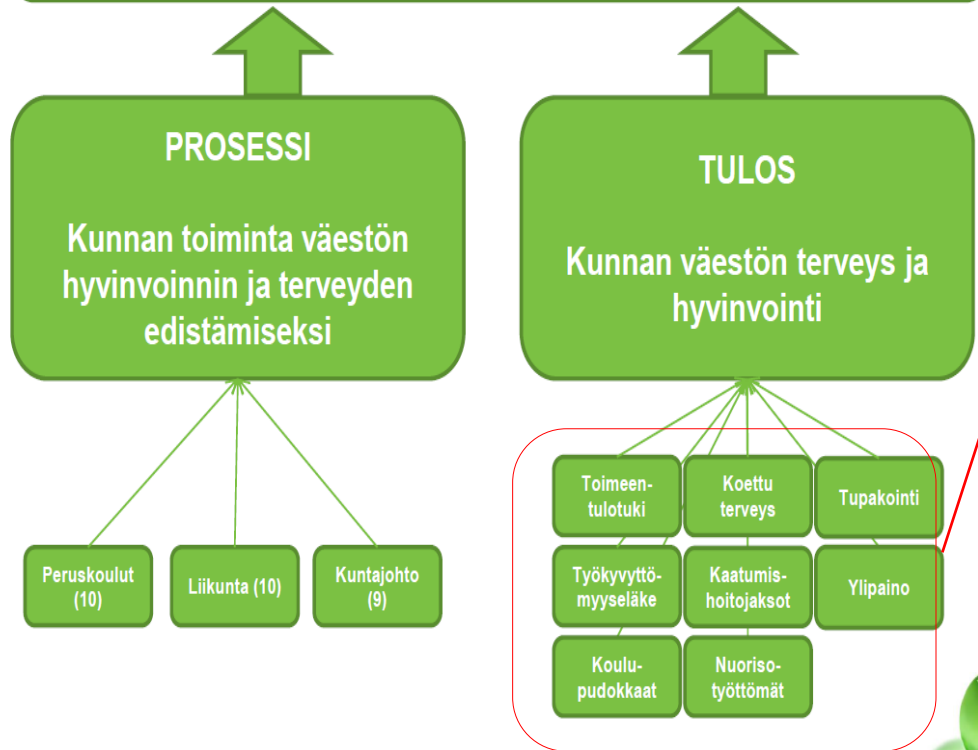 PROSESSI
Kunnan toiminta väestön
hyvinvoinnin ja terveyden
edistämiseksi
TULOS
Kunnan väestön terveys ja
hyvinvointi
Peruskoulut
(10)
Liikunta (10)
Kuntajohto
(9)
Toimeen-
tulotuki
Koettu
terveys
Tupakointi
Työkyvyttö-
myyseläke
Kaatumis-
hoitojaksot
Ylipaino
Koulu-
pudokkaat
Nuoriso-
työttömät